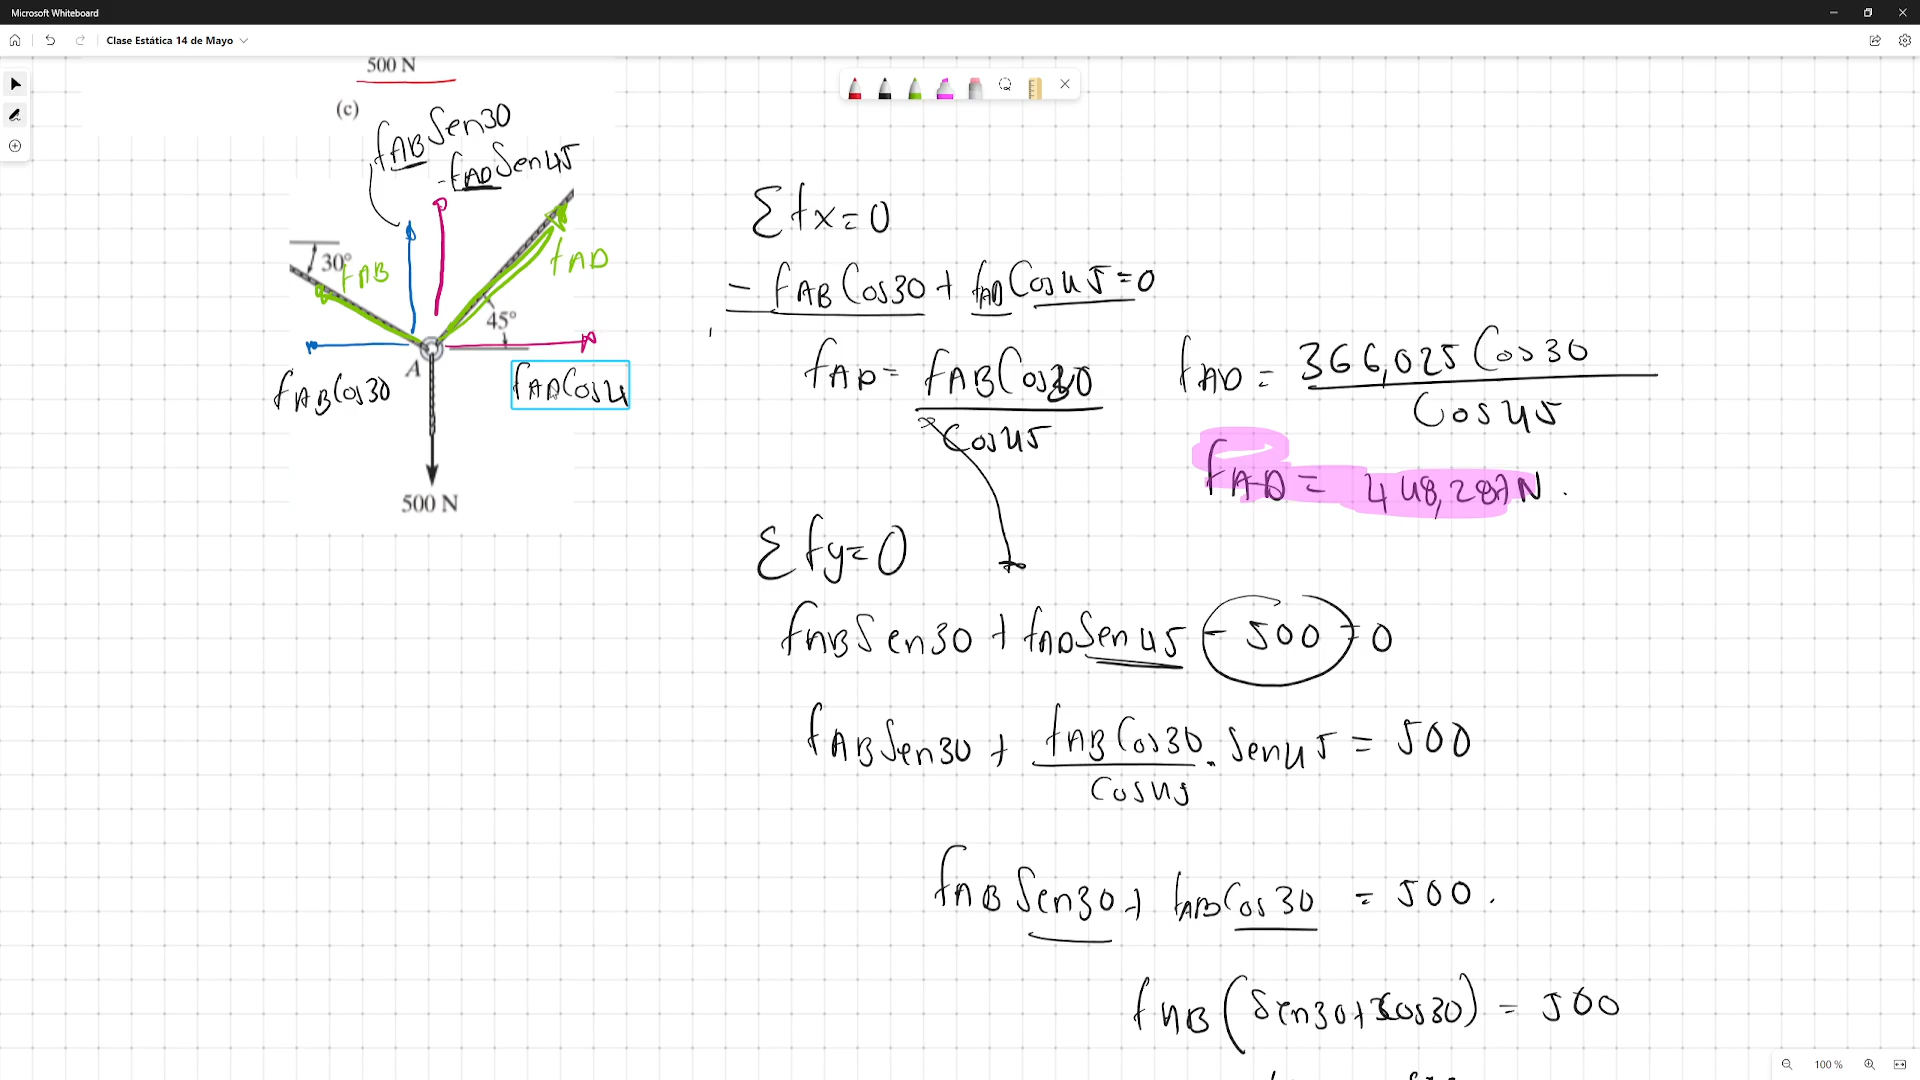 Microsoft Whiteboard
Clase Estática 14 de Mayo
500 N
(c)
fAB Sen30
fAD Sen45
30°
fAB
fAD
45°
A
fAB Cos30
fAD Cos4
500 N
Σfx=0
- fAB Cos30 + fAD Cos45=0
fAD = fAB Cos30
Cos45
fAD = 366,025 Cos30
Cos45
fAD = 448,287N.
Σfy=0
fAB Sen30 + fAD Sen45 - 500 = 0
fAB Sen30 + fAB Cos30 . Sen45 = 500
Cos45
fAB Sen30 + fAB Cos30 = 500.
fAB (Sen30+Cos30) = 500
100 %